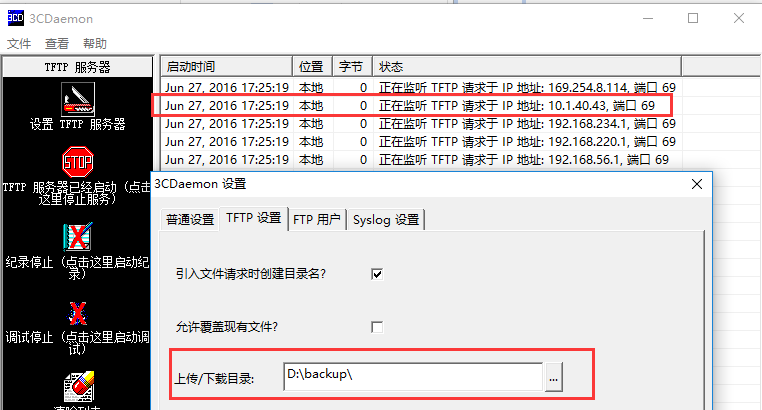 3CD 3CDaemon
文件 查看 帮助
TFTP 服务器
设置 TFTP 服务器
STOP
TFTP 服务器已经启动 (点击
这里停止服务)
纪录停止 (点击这里启动纪
录)
调试停止 (点击这里启动调
试)
清除列表
启动时间 位置 字节 状态
Jun 27, 2016 17:25:19 本地 0 正在监听 TFTP 请求于 IP 地址: 169.254.8.114, 端口 69
Jun 27, 2016 17:25:19 本地 0 正在监听 TFTP 请求于 IP 地址: 10.1.40.43, 端口 69
Jun 27, 2016 17:25:19 本地 0 正在监听 TFTP 请求于 IP 地址: 192.168.234.1, 端口 69
Jun 27, 2016 17:25:19 本地 0 正在监听 TFTP 请求于 IP 地址: 192.168.220.1, 端口 69
Jun 27, 2016 17:25:19 本地 0 正在监听 TFTP 请求于 IP 地址: 192.168.56.1, 端口 69
3CDaemon 设置
普通设置 TFTP 设置 FTP 用户 Syslog 设置
引入文件请求时创建目录名?
允许覆盖现有文件?
上传/下载目录: D:\backup\ ...